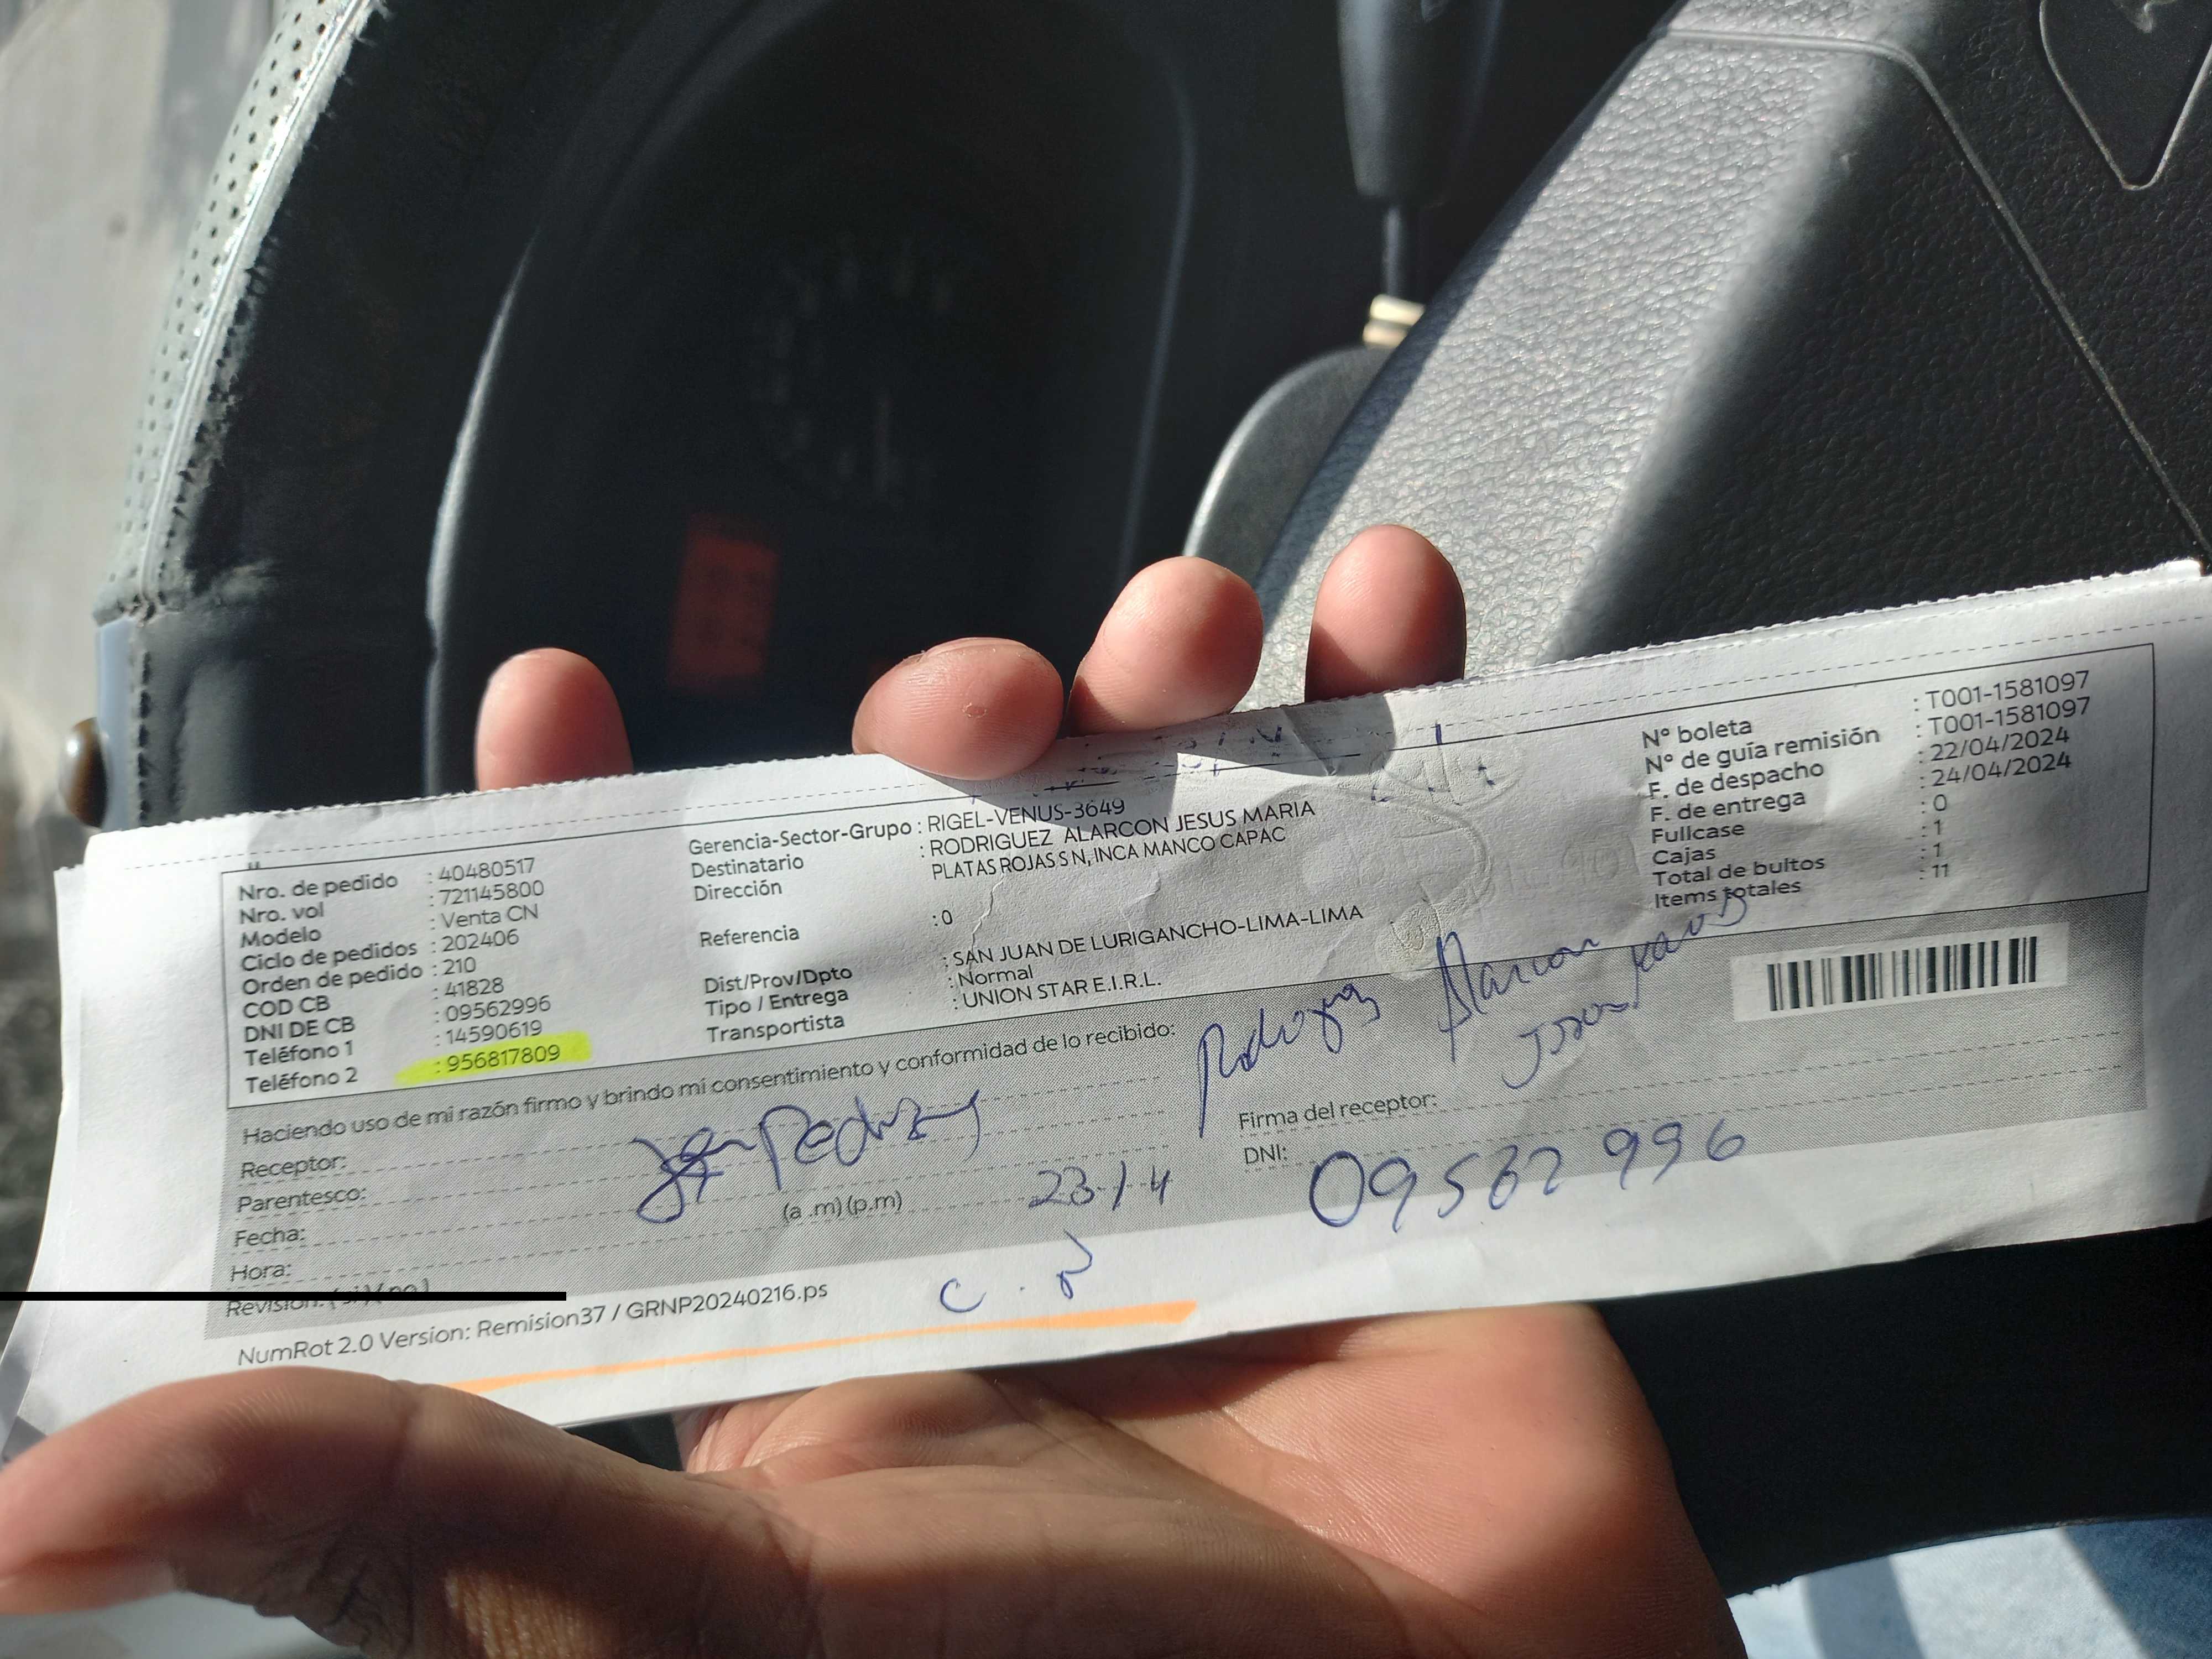 Nro. de pedido : 40480517
Nro. vol : 721145800
Modelo : Venta CN
Ciclo de pedidos : 202406
Orden de pedido : 210
COD CB : 41828
DNI DE CB : 09562996
Teléfono 1 : 14590619
Teléfono 2 : 956817809
Gerencia-Sector-Grupo : RIGEL-VENUS-3649
Destinatario : RODRIGUEZ ALARCON JESUS MARIA
Dirección PLATAS ROJAS S N, INCA MANCO CAPAC
Referencia : 0
Dist/Prov/Dpto : SAN JUAN DE LURIGANCHO-LIMA-LIMA
Tipo / Entrega : Normal
Transportista : UNION STAR E.I.R.L.
N° boleta : T001-1581097
N° de guía remisión : T001-1581097
F. de despacho : 22/04/2024
F. de entrega : 24/04/2024
Fullcase : 0
Cajas : 1
Total de bultos : 1
Items totales : 11
Haciendo uso de mi razón firmo y brindo mi consentimiento y conformidad de lo recibido:
Receptor:
Parentesco:
Fecha: 23/4
Hora: (a .m) (p.m)
Revisión: (si) (no)
Alarcon
Firma del receptor:
DNI: 09562996
NumRot 2.0 Version: Remision37 / GRNP20240216.ps